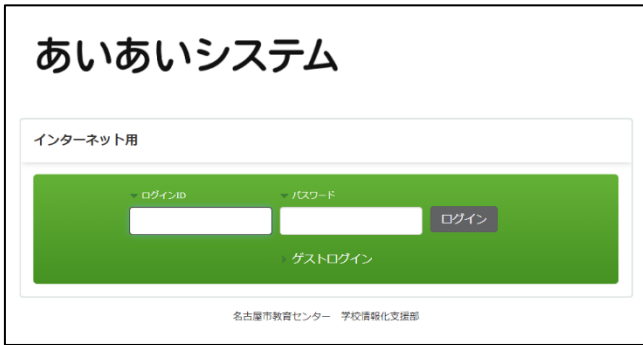 あいあいシステム
インターネット用
ログインID
パスワード
ログイン
ゲストログイン
名古屋市教育センター　学校情報化支援部